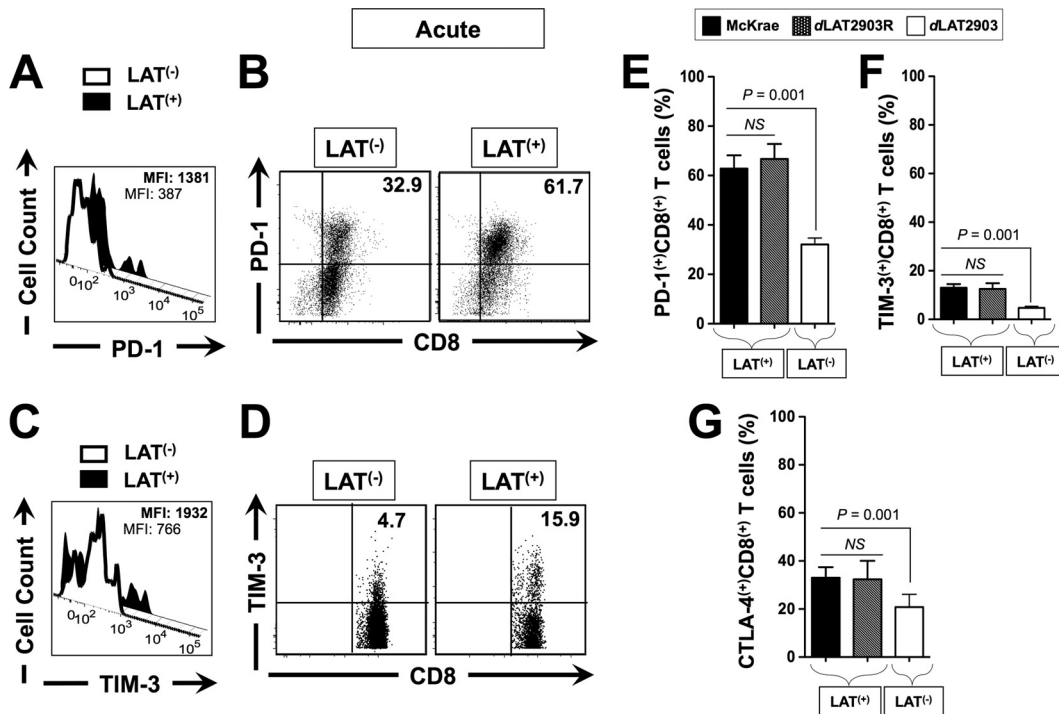 Acute
McKrae dLAT2903R dLAT2903
A
LAT(-)
LAT(+)
MFI: 1381
MFI: 387
Cell Count
0 10² 10³ 10⁴ 10⁵
PD-1
B
LAT(-) LAT(+)
32.9 61.7
PD-1
CD8
E
PD-1(+)CD8(+) T cells (%)
100
80
60
40
20
0
P = 0.001
NS
LAT(+) LAT(-)
F
TIM-3(+)CD8(+) T cells (%)
100
80
60
40
20
0
P = 0.001
NS
LAT(+) LAT(-)
C
LAT(-)
LAT(+)
MFI: 1932
MFI: 766
Cell Count
0 10² 10³ 10⁴ 10⁵
TIM-3
D
LAT(-) LAT(+)
4.7 15.9
TIM-3
CD8
G
CTLA-4(+)CD8(+) T cells (%)
100
80
60
40
20
0
P = 0.001
NS
LAT(+) LAT(-)